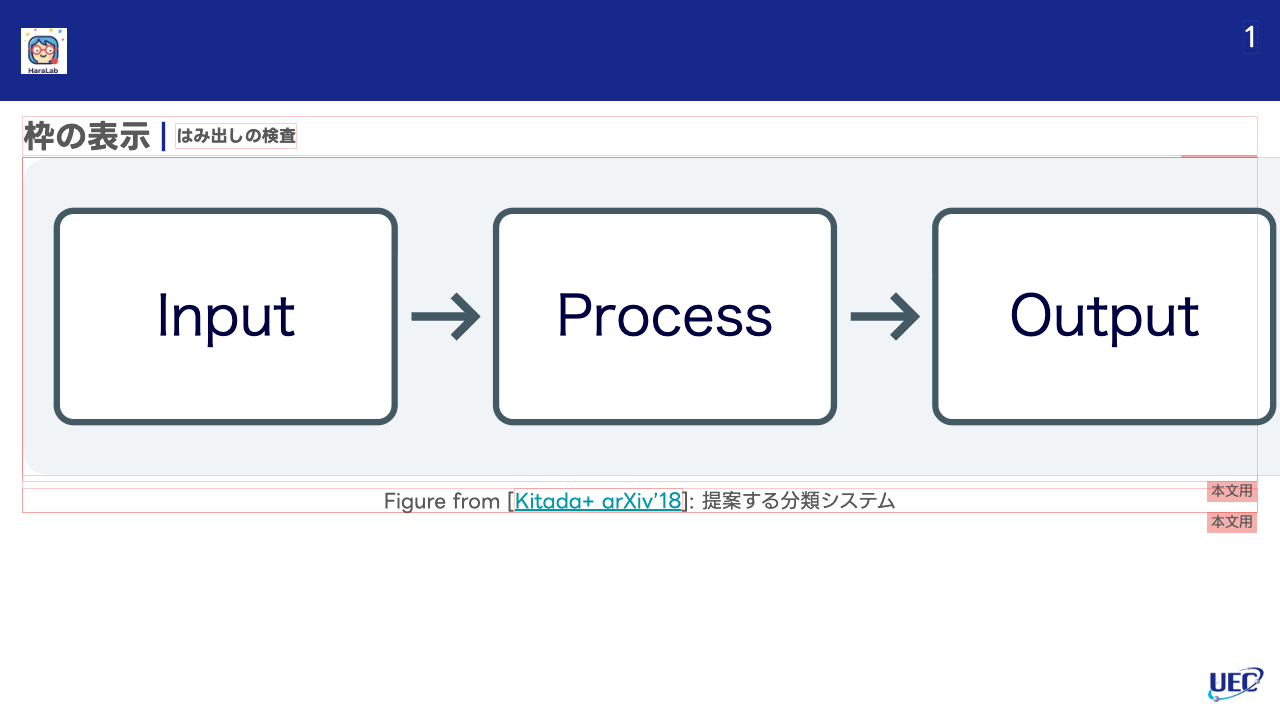 HaraLab
1
枠の表示 | はみ出しの検査
Input → Process → Output
Figure from [Kitada+ arXiv’18]: 提案する分類システム
本文用
本文用
UEC